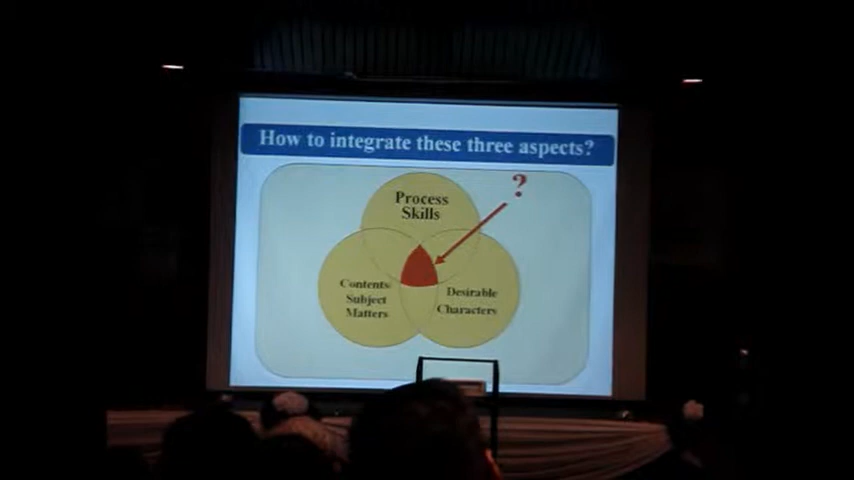 How to integrate these three aspects?
?
Process
Skills
Contents
Subject
Matters
Desirable
Characters